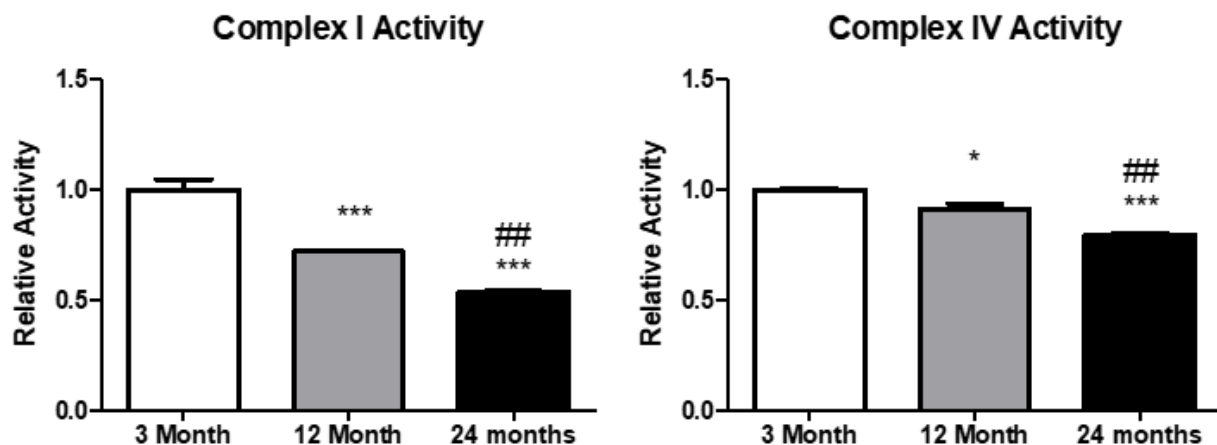 Complex I Activity
Relative Activity
1.5
1.0
0.5
0.0
***
##
***
3 Month 12 Month 24 months
Complex IV Activity
Relative Activity
1.5
1.0
0.5
0.0
*
##
***
3 Month 12 Month 24 months